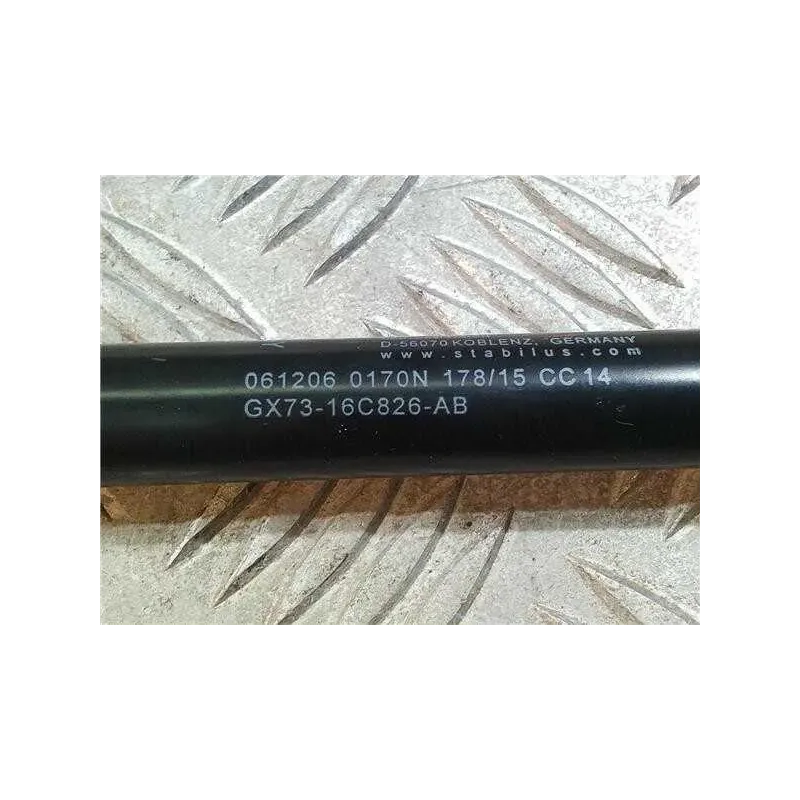 D-56070 KOBLENZ, GERMANY
www.stabilus.com
061206 0170N 178/15 CC 14
GX73-16C826-AB